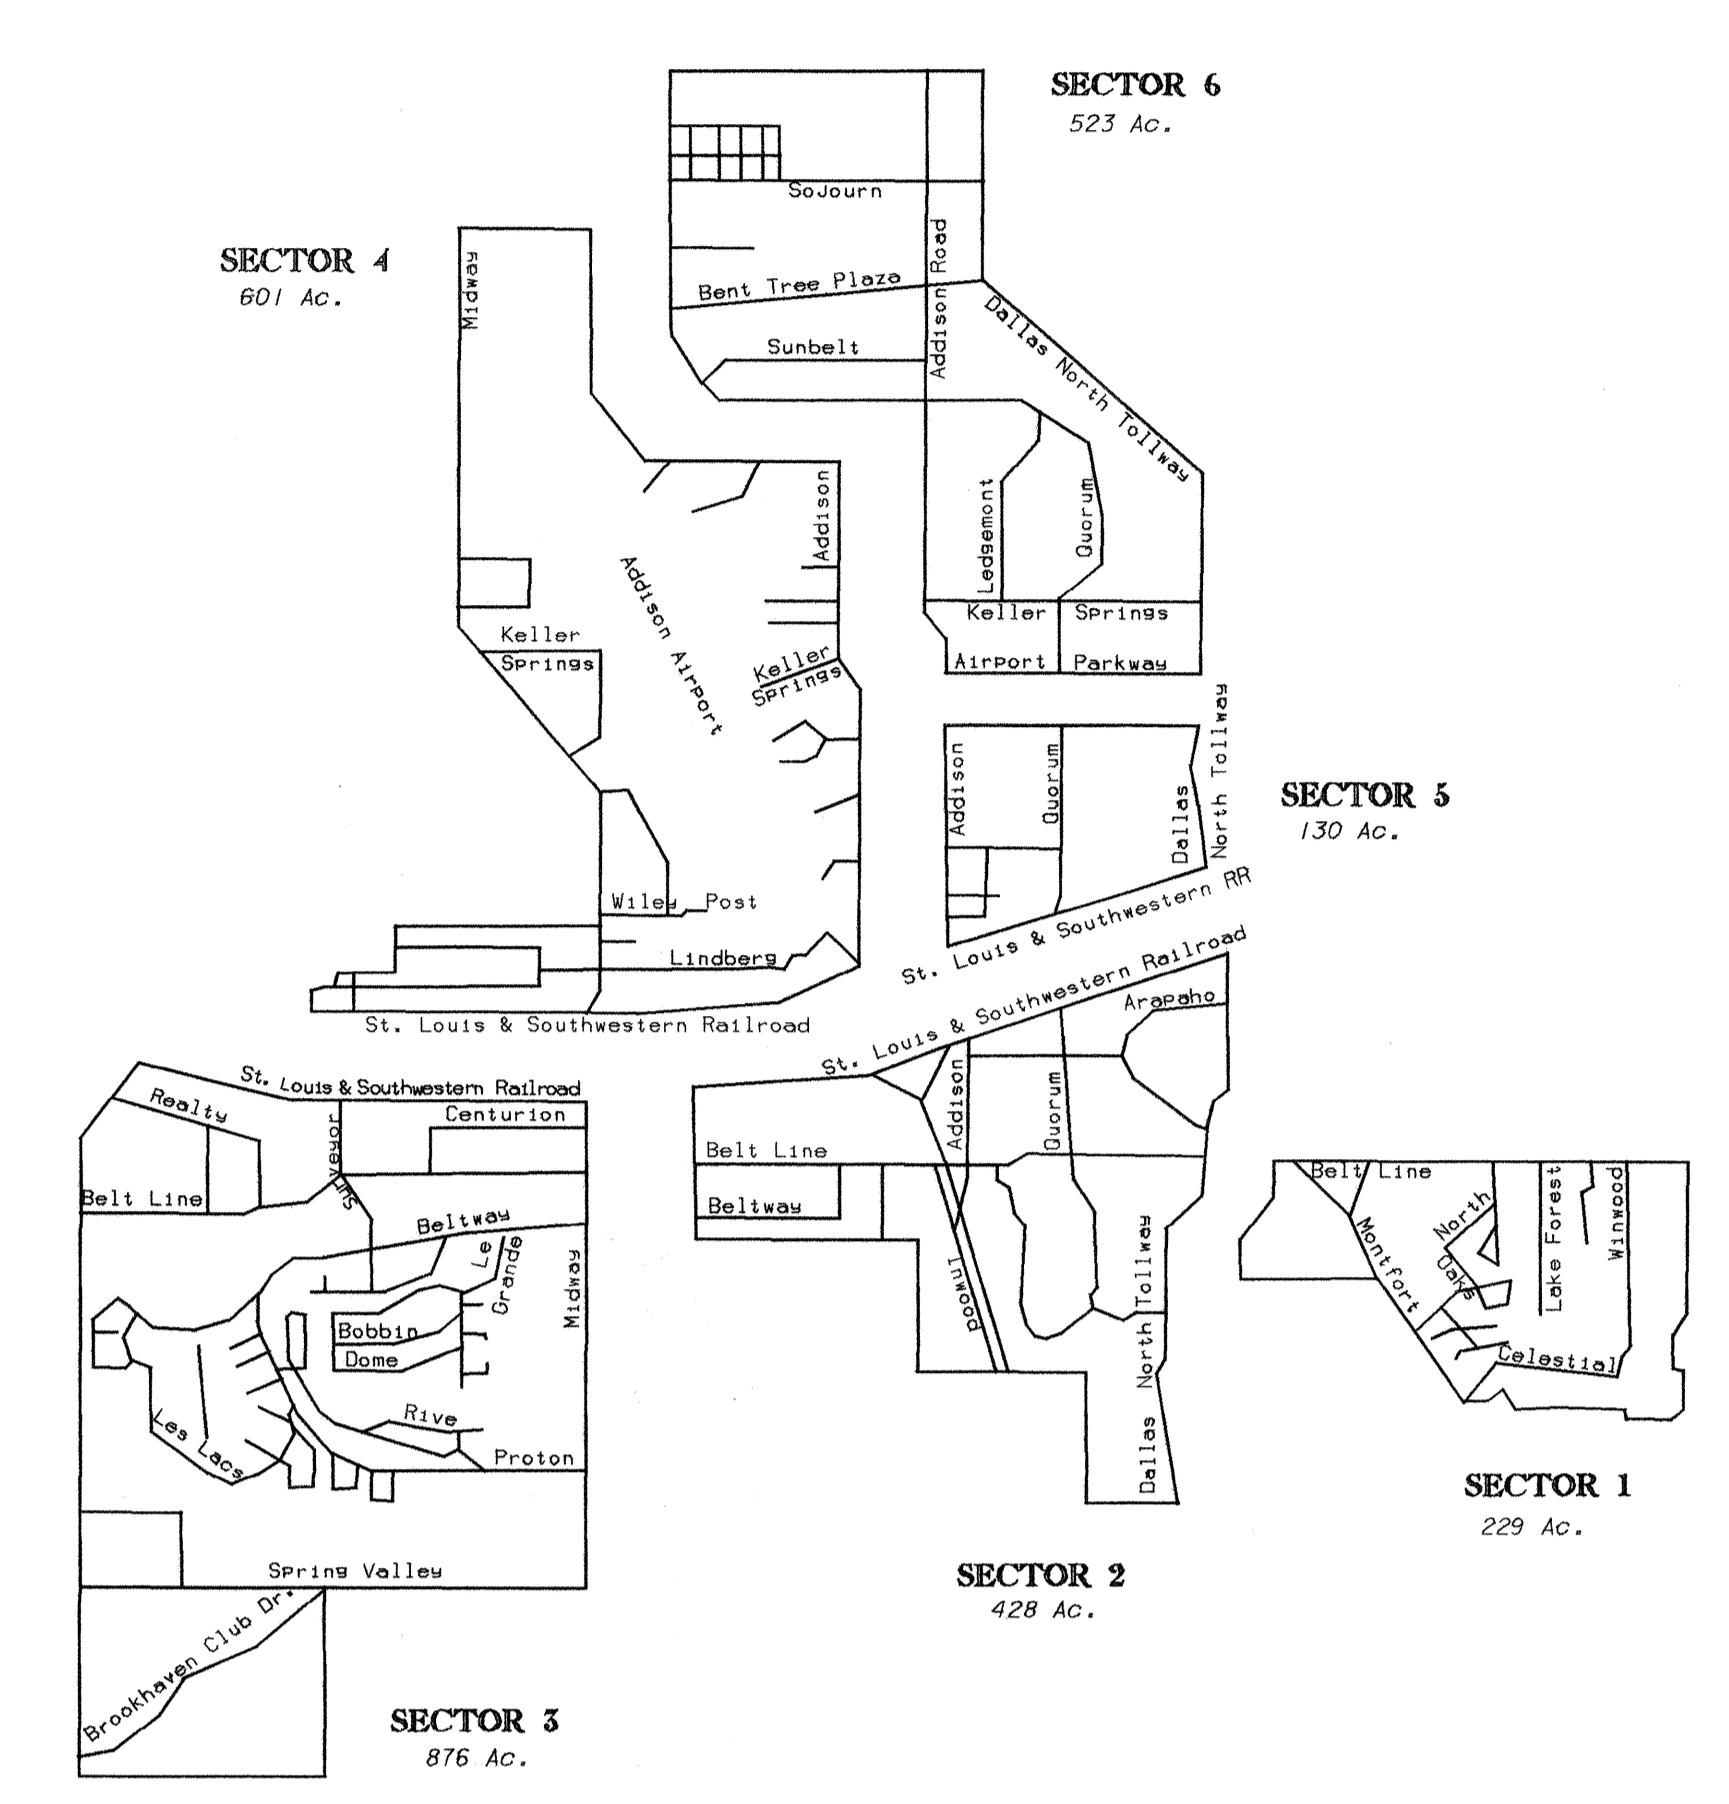 SECTOR 6
523 Ac.
SoJourn
Addison Road
Bent Tree Plaza
Dallas North Tollway
Sunbelt
Ledgemont
Quorum
Keller Springs
Airport Parkway
SECTOR 4
601 Ac.
Midway
Addison
Addison Airport
Keller
Springs
Keller
Springs
Wiley Post
Lindberg
St. Louis & Southwestern Railroad
SECTOR 5
130 Ac.
Addison
Quorum
Dallas
North Tollway
St. Louis & Southwestern RR
St. Louis & Southwestern Railroad
Arapaho
Addison
Quorum
Belt Line
Beltway
Inwood
Dallas North Tollway
SECTOR 2
428 Ac.
St. Louis & Southwestern Railroad
Realty
Surveyor
Centurion
Belt Line
Beltway
Le
Grande
Midway
Bobbin
Dome
Les Lacs
Rive
Proton
Spring Valley
Brookhaven Club Dr.
SECTOR 3
876 Ac.
Belt Line
Montfort
North
Oaks
Lake Forest
Winwood
Celestial
SECTOR 1
229 Ac.